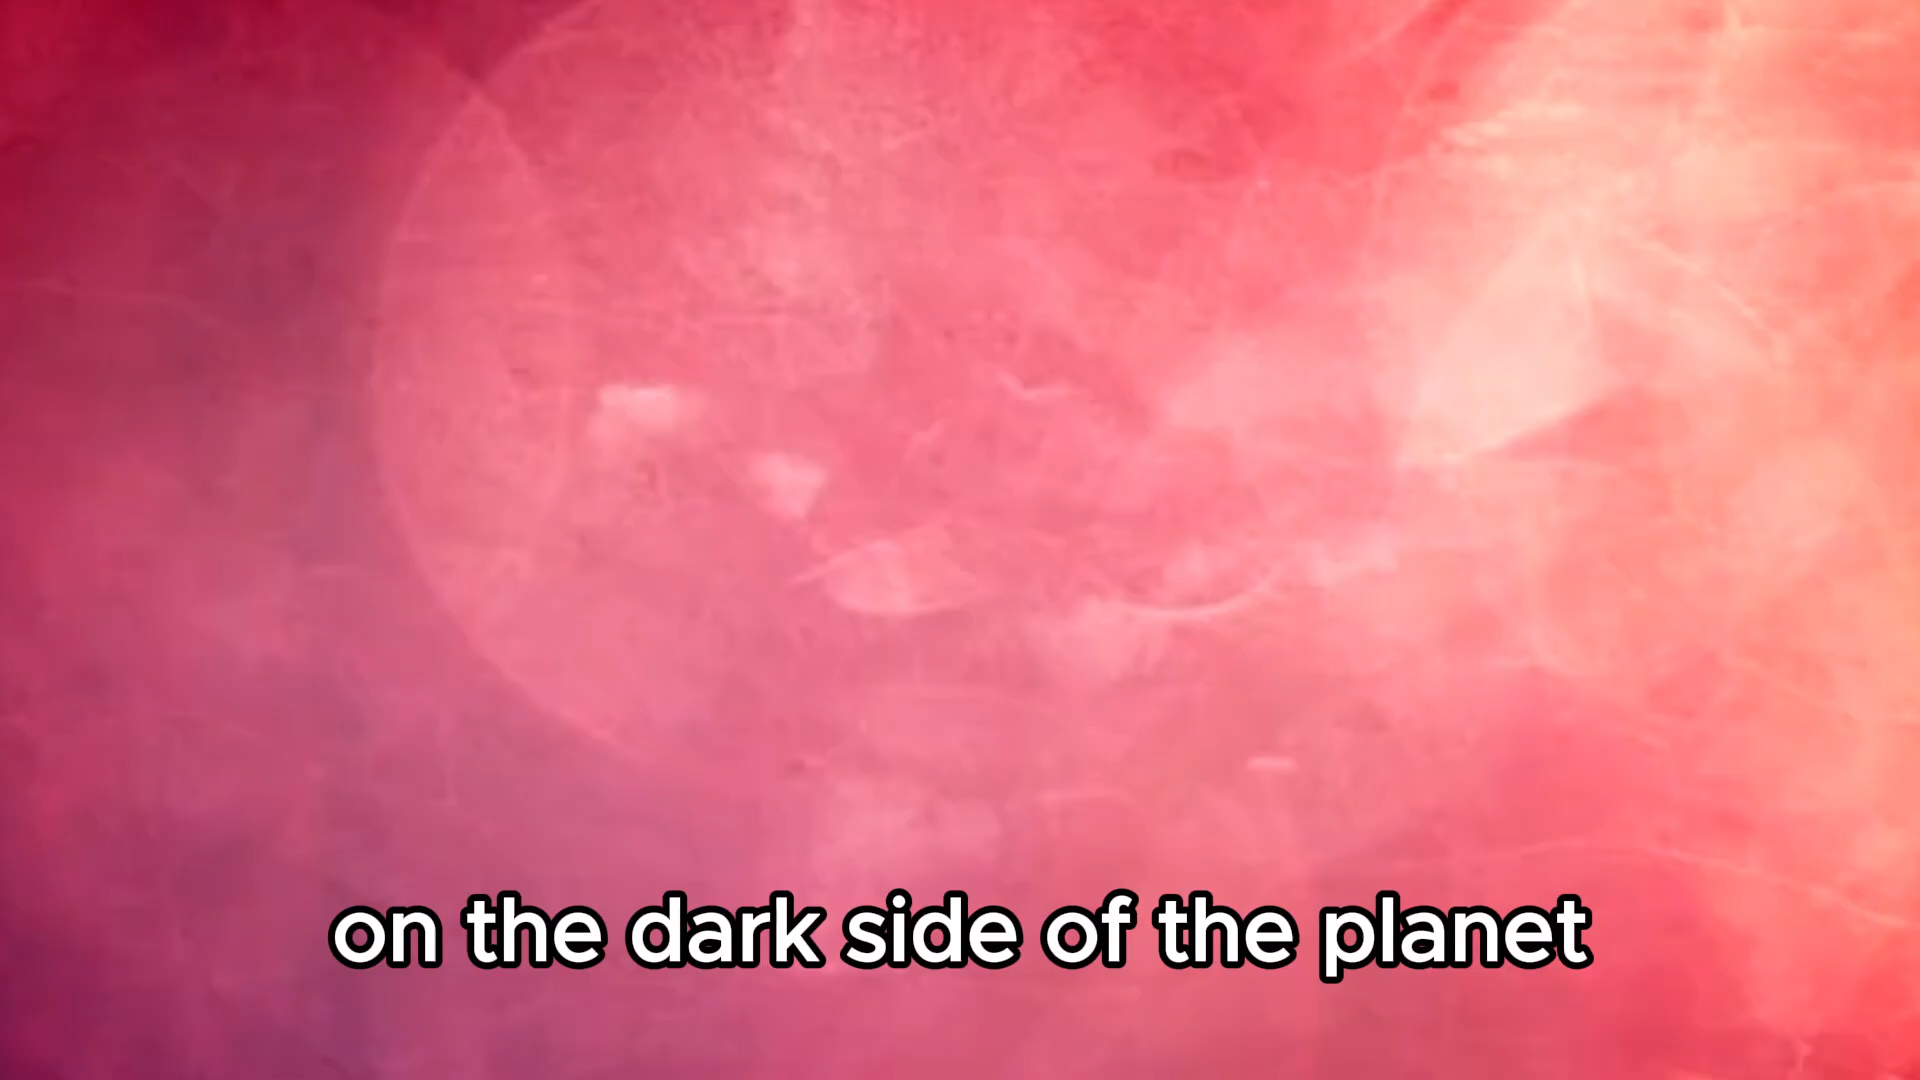 on the dark side of the planet